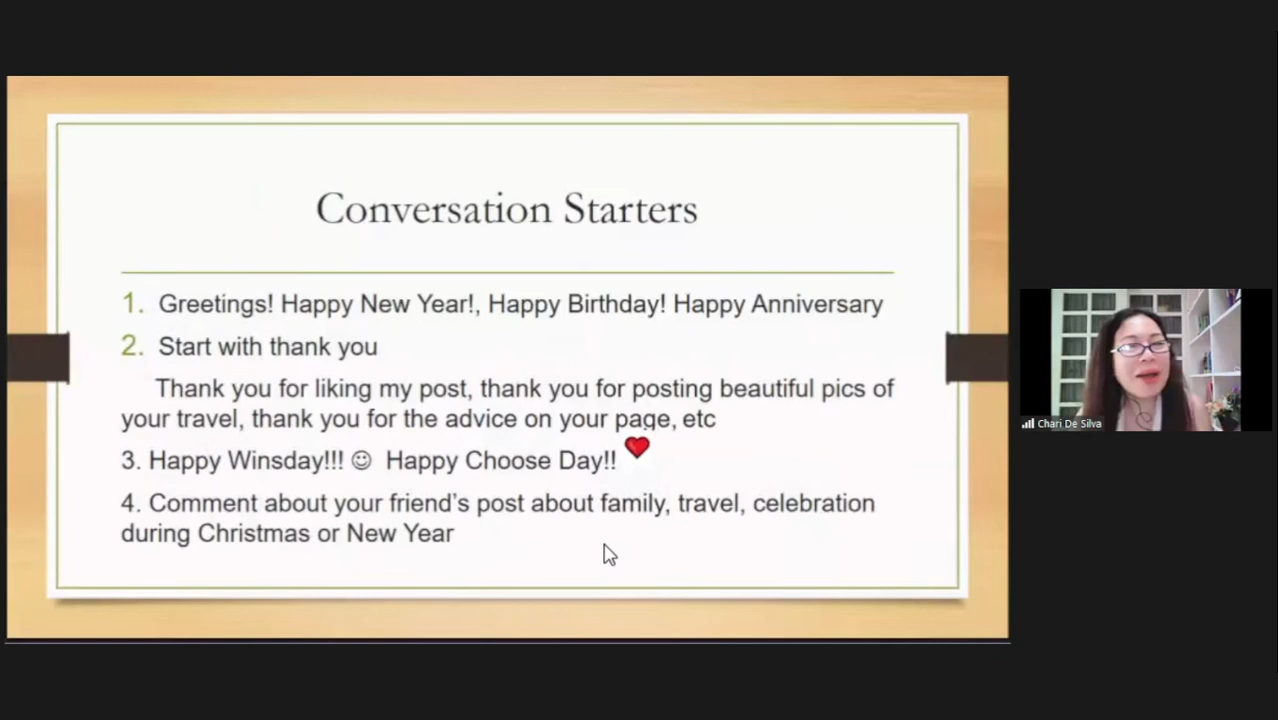 Conversation Starters
1. Greetings! Happy New Year!, Happy Birthday! Happy Anniversary
2. Start with thank you
Thank you for liking my post, thank you for posting beautiful pics of
your travel, thank you for the advice on your page, etc
3. Happy Winsday!!! ☺ Happy Choose Day!! ❤
4. Comment about your friend’s post about family, travel, celebration
during Christmas or New Year
Chari De Silva